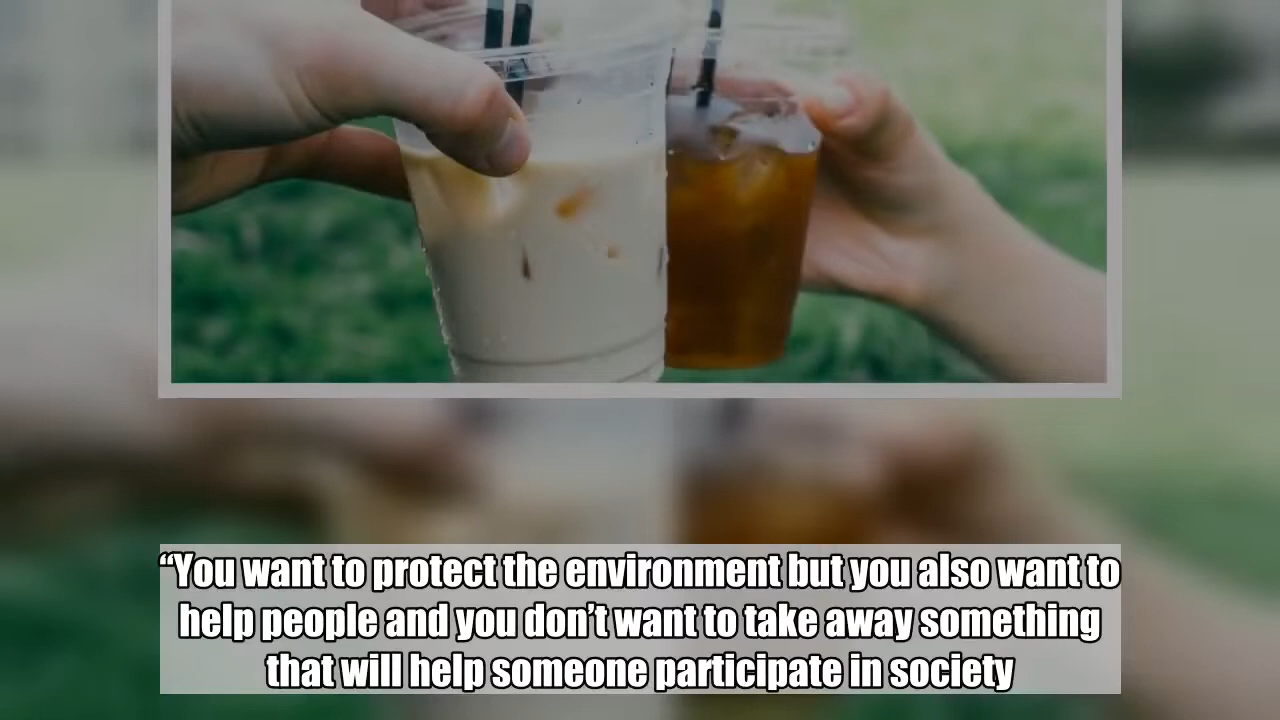 “You want to protect the environment but you also want to
help people and you don’t want to take away something
that will help someone participate in society